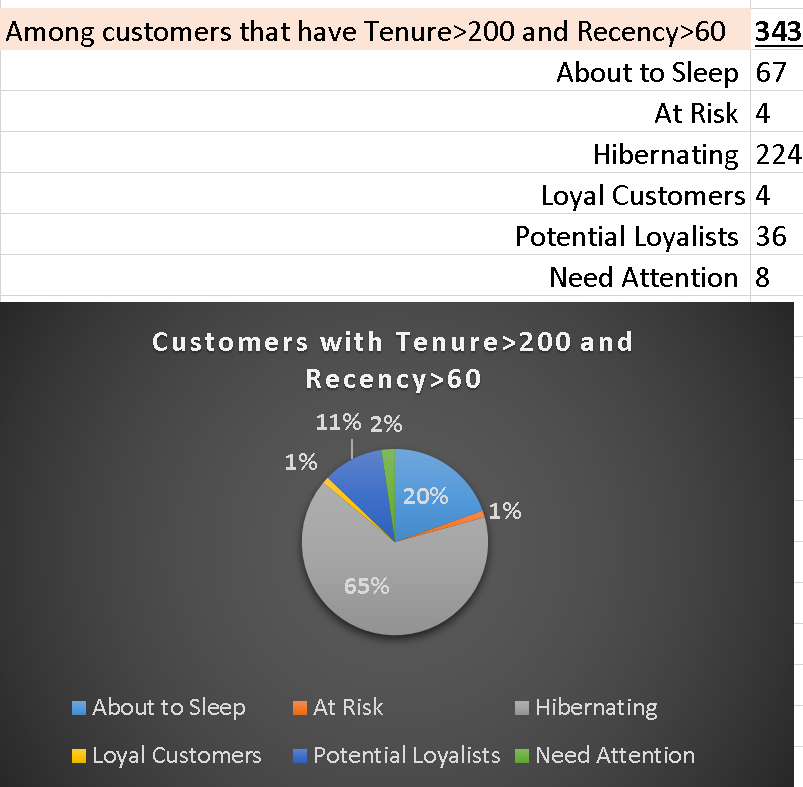 Among customers that have Tenure>200 and Recency>60 343
About to Sleep 67
At Risk 4
Hibernating 224
Loyal Customers 4
Potential Loyalists 36
Need Attention 8
Customers with Tenure>200 and
Recency>60
11% 2%
1%
20%
1%
65%
About to Sleep At Risk Hibernating
Loyal Customers Potential Loyalists Need Attention